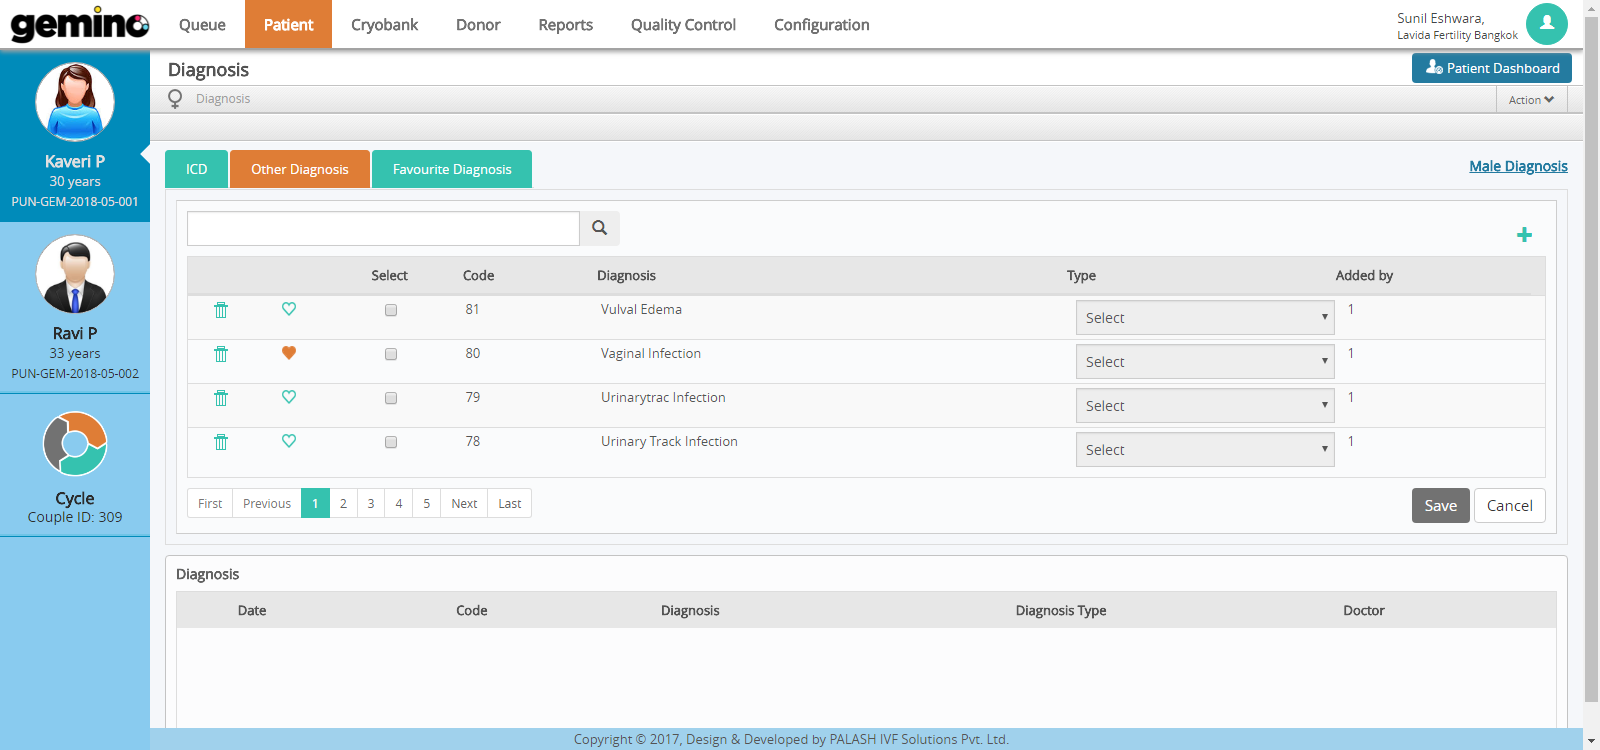 gemino
Queue Patient Cryobank Donor Reports Quality Control Configuration
Sunil Eshwara,
Lavida Fertility Bangkok
Kaveri P
30 years
PUN-GEM-2018-05-001
Ravi P
33 years
PUN-GEM-2018-05-002
Cycle
Couple ID: 309
Diagnosis
Patient Dashboard
Diagnosis
Action
ICD Other Diagnosis Favourite Diagnosis
Male Diagnosis
Select Code Diagnosis Type Added by
81 Vulval Edema Select 1
80 Vaginal Infection Select 1
79 Urinarytrac Infection Select 1
78 Urinary Track Infection Select 1
First Previous 1 2 3 4 5 Next Last
Save Cancel
Diagnosis
Date Code Diagnosis Diagnosis Type Doctor
Copyright © 2017, Design & Developed by PALASH IVF Solutions Pvt. Ltd.